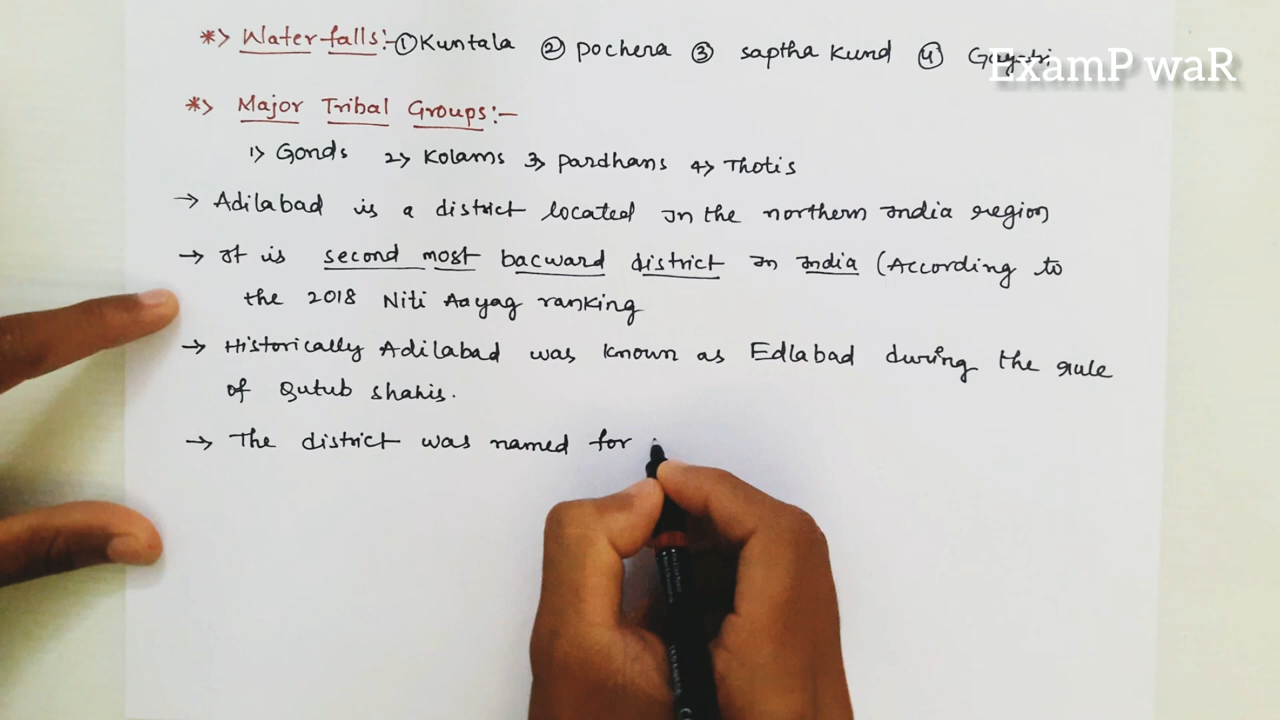 *> Waterfalls:- ① Kuntala ② pochera ③ saptha Kund ④
ExamP waR
*> Major Tribal Groups:-
1> Gonds 2> Kolams 3> Pardhans 4> Thotis
→ Adilabad is a district located In the northern India region
→ It is second most bacward district In India (According to
the 2018 Niti Aayag ranking
→ Historically Adilabad was known as Edlabad during the rule
of Qutub shahis.
→ The district was named for